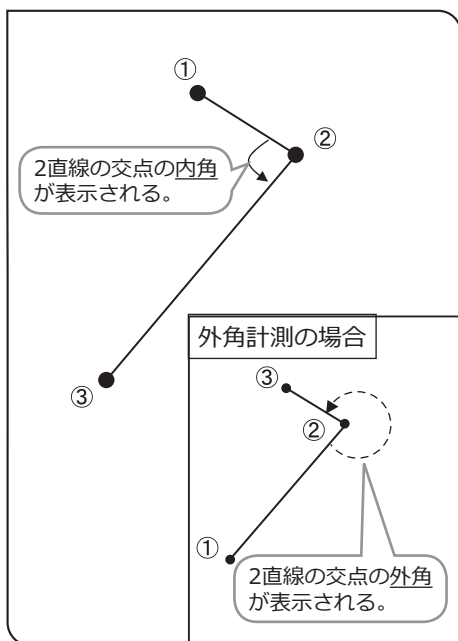 ①
②
2直線の交点の内角
が表示される。
③
外角計測の場合
③
②
①
2直線の交点の外角
が表示される。